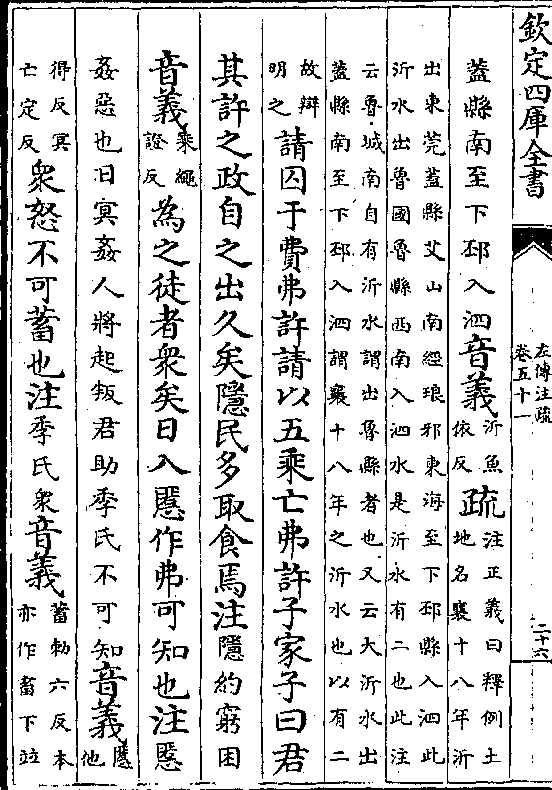 欽定四庫全書
左傳注疏
卷五十一
二十六
蓋縣南至下邳入泗音義沂魚依反疏注正義曰釋例土地名襄十八年沂
出東莞蓋縣艾山南經琅邪東海至下邳縣入泗此
沂水出魯國魯縣西南入泗水是沂水有二也此注
云魯城南自有沂水謂出魯縣者也又云大沂水出
蓋縣南至下邳入泗謂襄十八年之沂水也以有二
故辯明之請囚于費弗許請以五乘亡弗許子家子曰君
其許之政自之出久矣隱民多取食焉注隱約窮困
音義乘繩證反為之徒者衆矣日入慝作弗可知也注慝
姦惡也日冥姦人將起叛君助季氏不可知音義慝他
得反冥亡定反衆怒不可蓄也注季氏衆音義蓄勅六反本亦作畜下竝